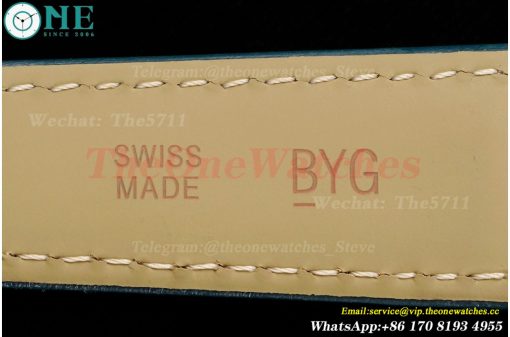 ONE
SINCE 2006
Telegram:@theonewatches_Steve
Wechat: The5711
SWISS
MADE
BYG
TheoneWatches
Wechat: The5711
Telegram:@theonewatches_Steve
Email:service@vip.theonewatches.cc
WhatsApp:+86 170 8193 4955